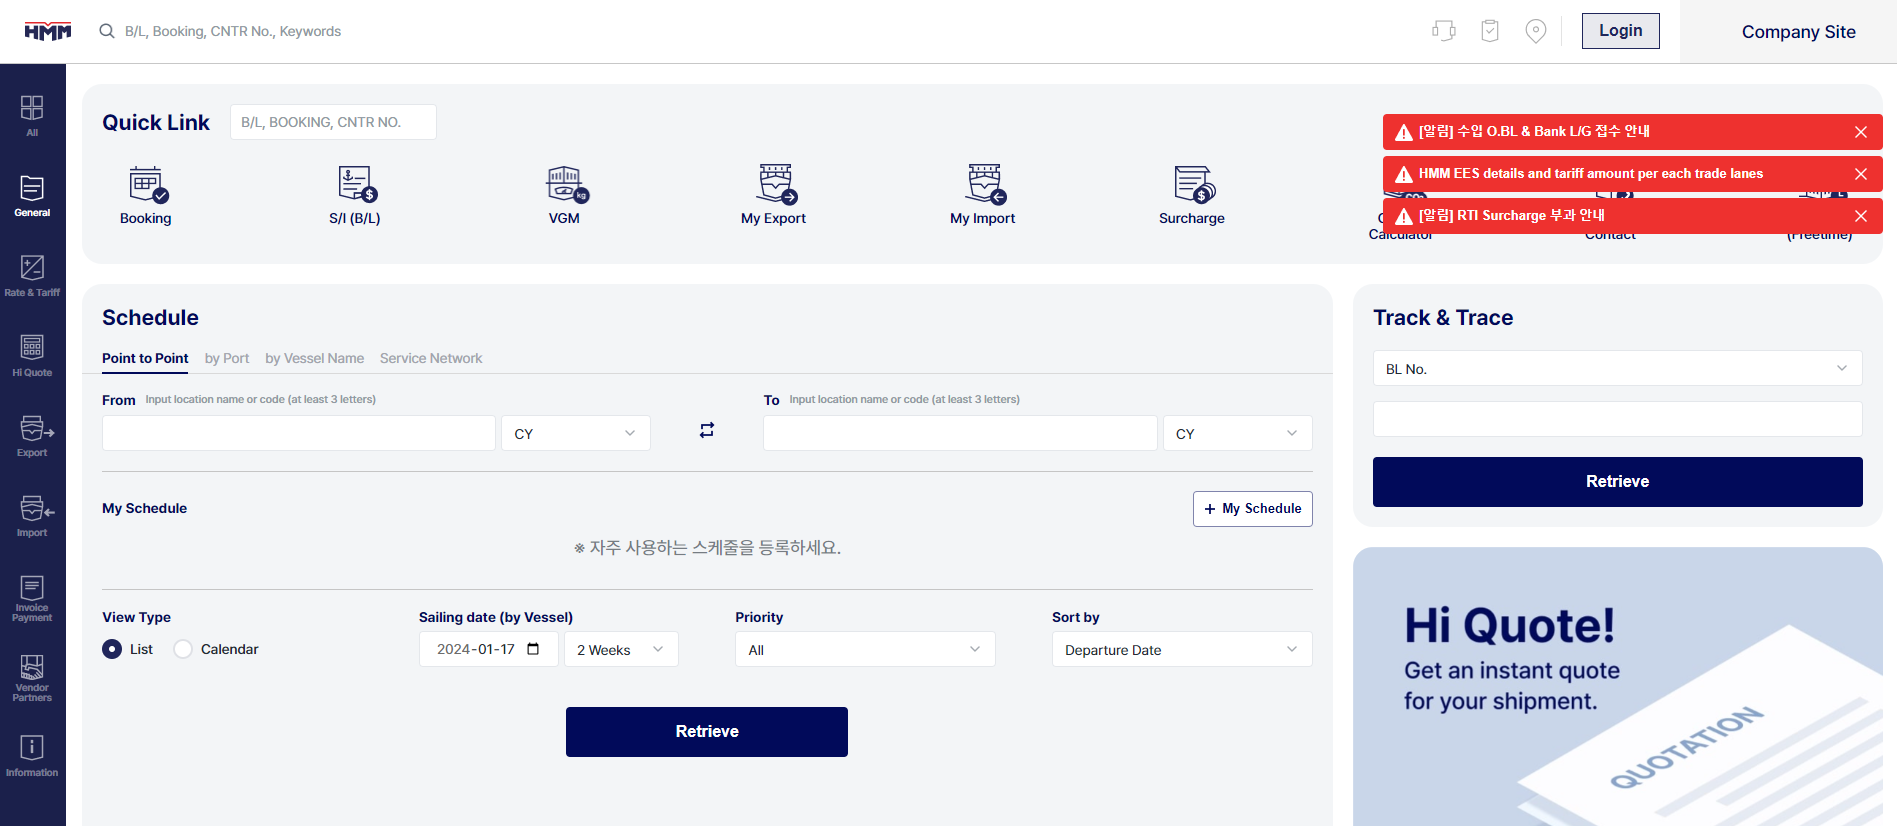 HMM
B/L, Booking, CNTR No., Keywords
Login
Company Site
All
General
Rate & Tariff
Hi Quote
Export
Import
Invoice
Payment
Vendor
Partners
Information
Quick Link
B/L, BOOKING, CNTR NO.
Booking
S/I (B/L)
VGM
My Export
My Import
Surcharge
Calculator
Contact
(Freetime)
[알림] 수입 O.BL & Bank L/G 접수 안내
HMM EES details and tariff amount per each trade lanes
[알림] RTI Surcharge 부과 안내
Schedule
Point to Point
by Port
by Vessel Name
Service Network
From
Input location name or code (at least 3 letters)
CY
To
Input location name or code (at least 3 letters)
CY
My Schedule
+ My Schedule
※ 자주 사용하는 스케줄을 등록하세요.
View Type
List
Calendar
Sailing date (by Vessel)
2024-01-17
2 Weeks
Priority
All
Sort by
Departure Date
Retrieve
Track & Trace
BL No.
Retrieve
Hi Quote!
Get an instant quote
for your shipment.
QUOTATION